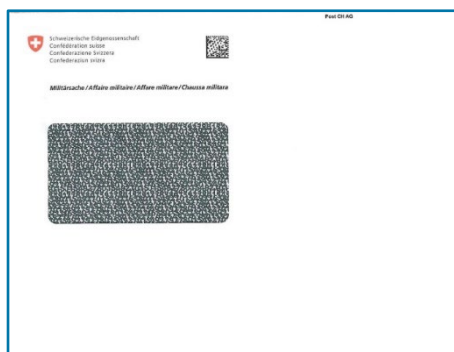 Post CH AG
Schweizerische Eidgenossenschaft
Confédération suisse
Confederazione Svizzera
Confederaziun svizra
Militärsache/Affaire militaire/Affare militare/Chaussa militara